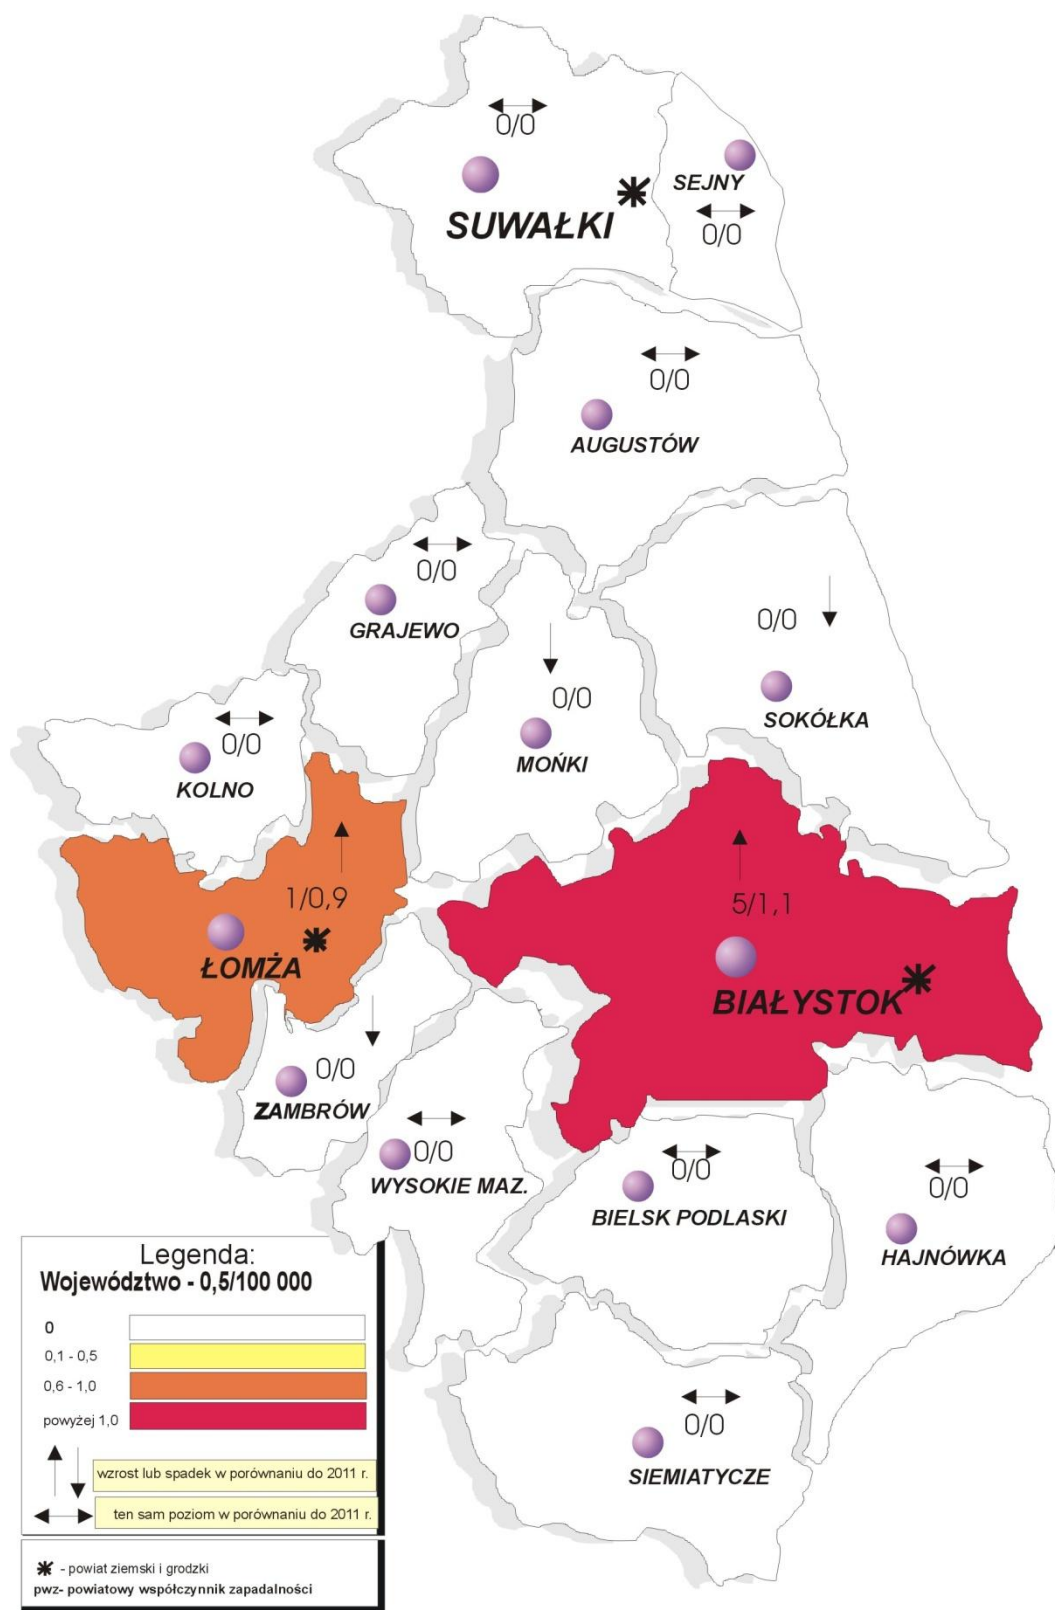 0/0
SUWAŁKI
SEJNY
0/0
0/0
AUGUSTÓW
0/0
GRAJEWO
0/0
MOŃKI
0/0
SOKÓŁKA
0/0
KOLNO
1/0,9
ŁOMŻA
5/1,1
BIAŁYSTOK
0/0
ZAMBRÓW
0/0
WYSOKIE MAZ.
0/0
BIELSK PODLASKI
0/0
HAJNÓWKA
0/0
SIEMIATYCZE
Legenda:
Województwo - 0,5/100 000
0
0,1 - 0,5
0,6 - 1,0
powyżej 1,0
wzrost lub spadek w porównaniu do 2011 r.
ten sam poziom w porównaniu do 2011 r.
- powiat ziemski i grodzki
pwz- powiatowy współczynnik zapadalności